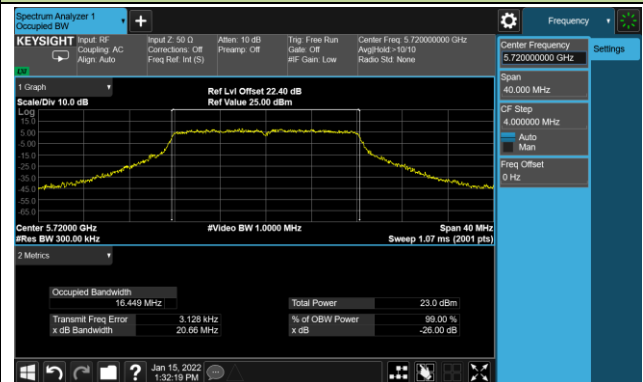 Spectrum Analyzer 1
Occupied BW
Frequency
KEYSIGHT
Input: RF
Coupling: AC
Align: Auto
Input Z: 50 Ω
Corrections: Off
Freq Ref: Int (S)
Atten: 10 dB
Preamp: Off
Trig: Free Run
Gate: Off
#IF Gain: Low
Center Freq: 5.720000000 GHz
Avg|Hold:>10/10
Radio Std: None
Center Frequency
5.720000000 GHz
Settings
Span
40.000 MHz
CF Step
4.000000 MHz
Auto
Man
Freq Offset
0 Hz
1 Graph
Scale/Div 10.0 dB
Ref Lvl Offset 22.40 dB
Ref Value 25.00 dBm
Log
15.0
5.00
-5.00
-15.0
-25.0
-35.0
-45.0
-55.0
-65.0
Center 5.72000 GHz
#Res BW 300.00 kHz
#Video BW 1.0000 MHz
Span 40 MHz
Sweep 1.07 ms (2001 pts)
2 Metrics
Occupied Bandwidth
16.449 MHz
Total Power 23.0 dBm
Transmit Freq Error 3.128 kHz
% of OBW Power 99.00 %
x dB Bandwidth 20.66 MHz
x dB -26.00 dB
Jan 15, 2022
1:32:19 PM